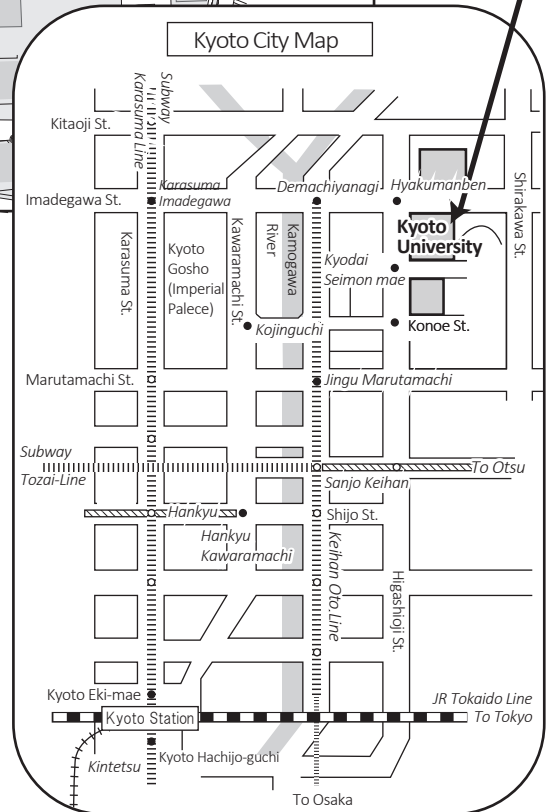 Kyoto City Map
Subway
Karasuma Line
Kitaoji St.
Imadegawa St.
Karasuma
Imadegawa
Demachiyanagi
Hyakumanben
Shirakawa St.
Kyoto
University
Karasuma St.
Kyoto
Gosho
(Imperial
Palece)
Kawaramachi St.
Kamogawa
River
Kyodai
Seimon mae
Kojinguchi
Konoe St.
Marutamachi St.
Jingu Marutamachi
Subway
Tozai-Line
To Otsu
Sanjo Keihan
Hankyu
Shijo St.
Hankyu
Kawaramachi
Keihan Oto.Line
Higashioji St.
Kyoto Eki-mae
JR Tokaido Line
To Tokyo
Kyoto Station
Kintetsu
Kyoto Hachijo-guchi
To Osaka